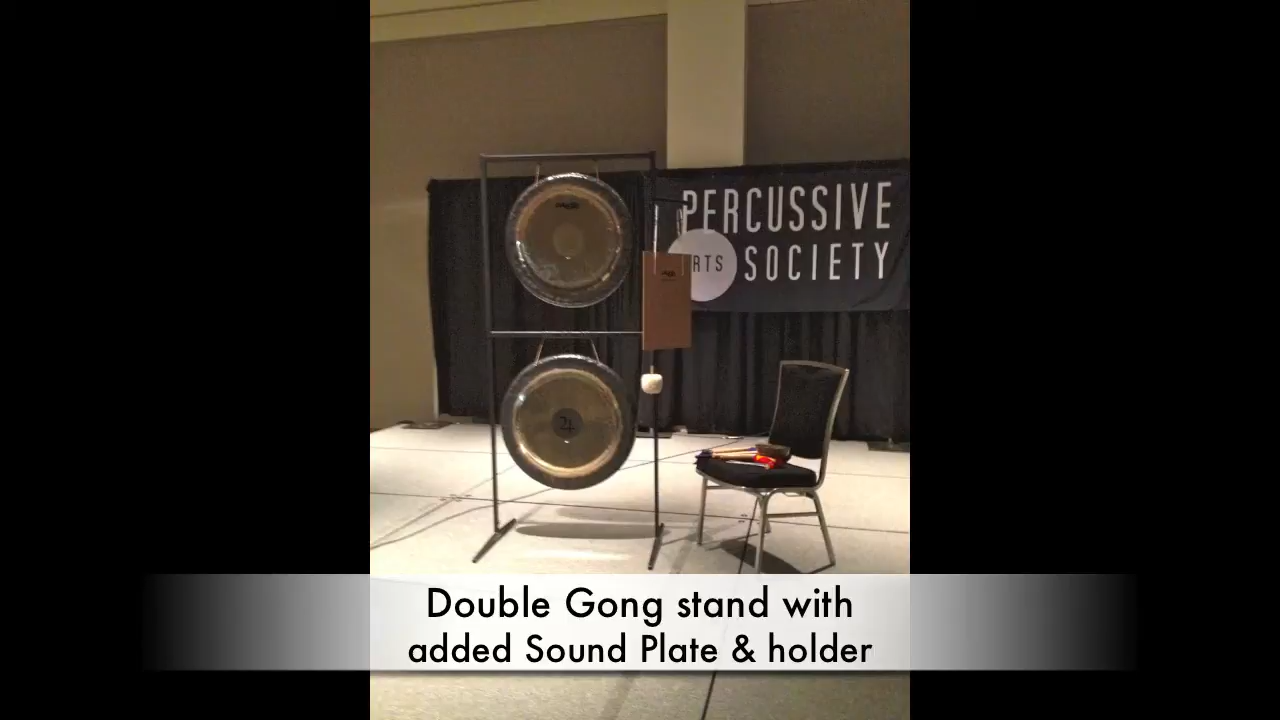 PERCUSSIVE
RTS SOCIETY
Double Gong stand with
added Sound Plate & holder